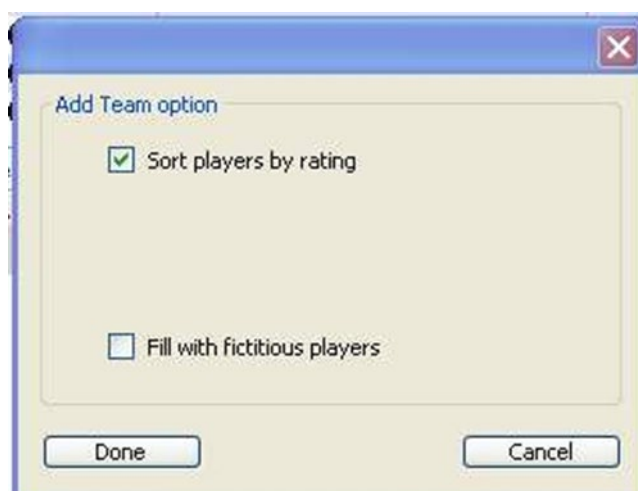 Add Team option
Sort players by rating
Fill with fictitious players
Done
Cancel